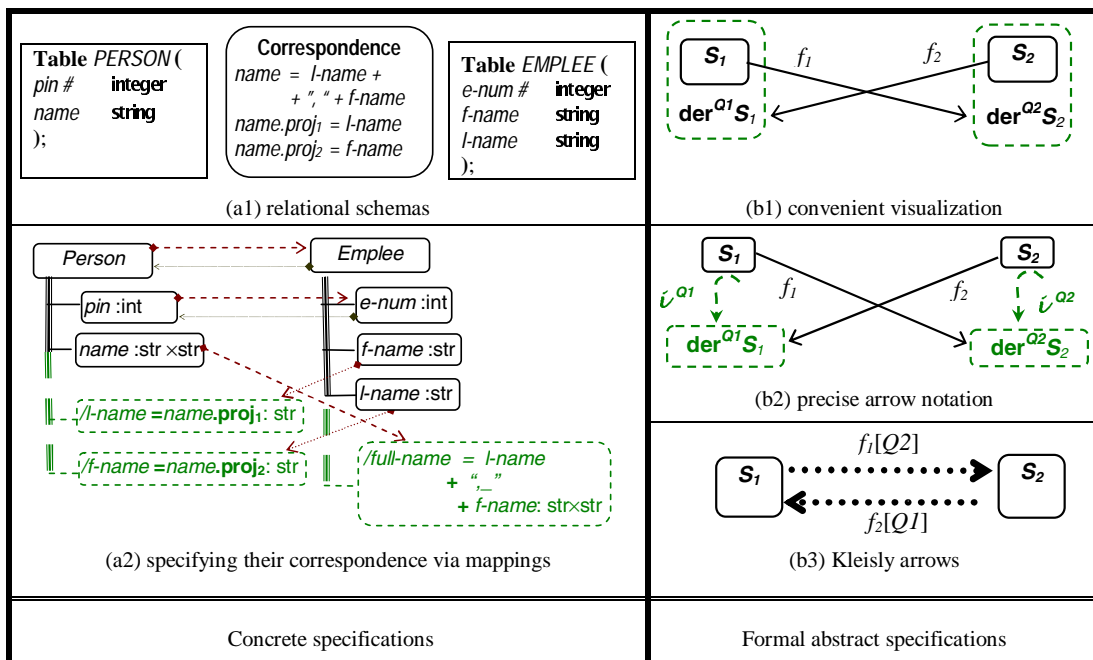 Table PERSON (
pin # integer
name string
);
Correspondence
name = l-name +
+ ”, “ + f-name
name.proj1 = l-name
name.proj2 = f-name
Table EMPLEE (
e-num # integer
f-name string
l-name string
);
(a1) relational schemas
S1
f1
f2
S2
derQ1S1
derQ2S2
(b1) convenient visualization
Person
Emplee
pin :int
e-num :int
name :str ×str
f-name :str
l-name :str
/l-name =name.proj1: str
/f-name =name.proj2: str
/full-name = l-name
+ “,_”
+ f-name: str×str
(a2) specifying their correspondence via mappings
S1
S2
iQ1
f1
f2
iQ2
derQ1S1
derQ2S2
(b2) precise arrow notation
f1[Q2]
S1
S2
f2[Q1]
(b3) Kleisly arrows
Concrete specifications
Formal abstract specifications